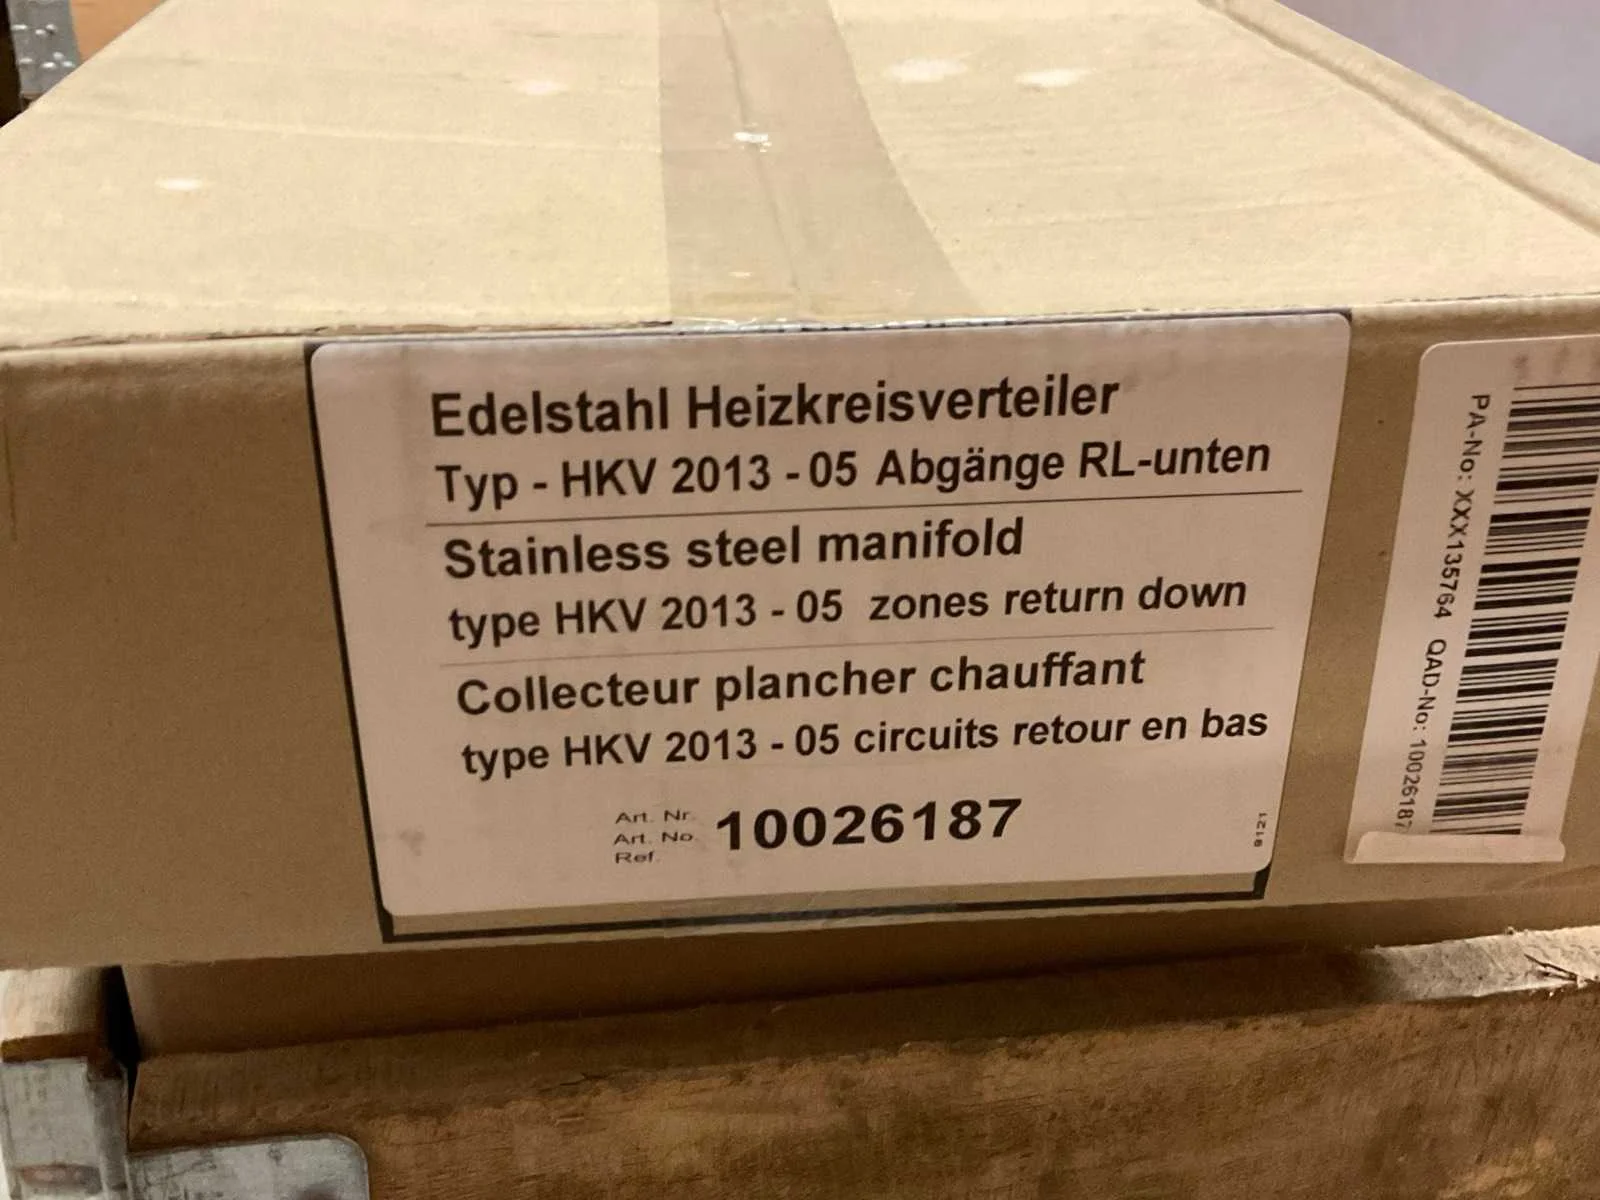 Edelstahl Heizkreisverteiler
Typ - HKV 2013 - 05 Abgänge RL-unten
Stainless steel manifold
type HKV 2013 - 05 zones return down
Collecteur plancher chauffant
type HKV 2013 - 05 circuits retour en bas
Art. Nr.
Art. No.
Ref.
10026187
1218
PA-No: XXX135764 QAD-No: 10026187